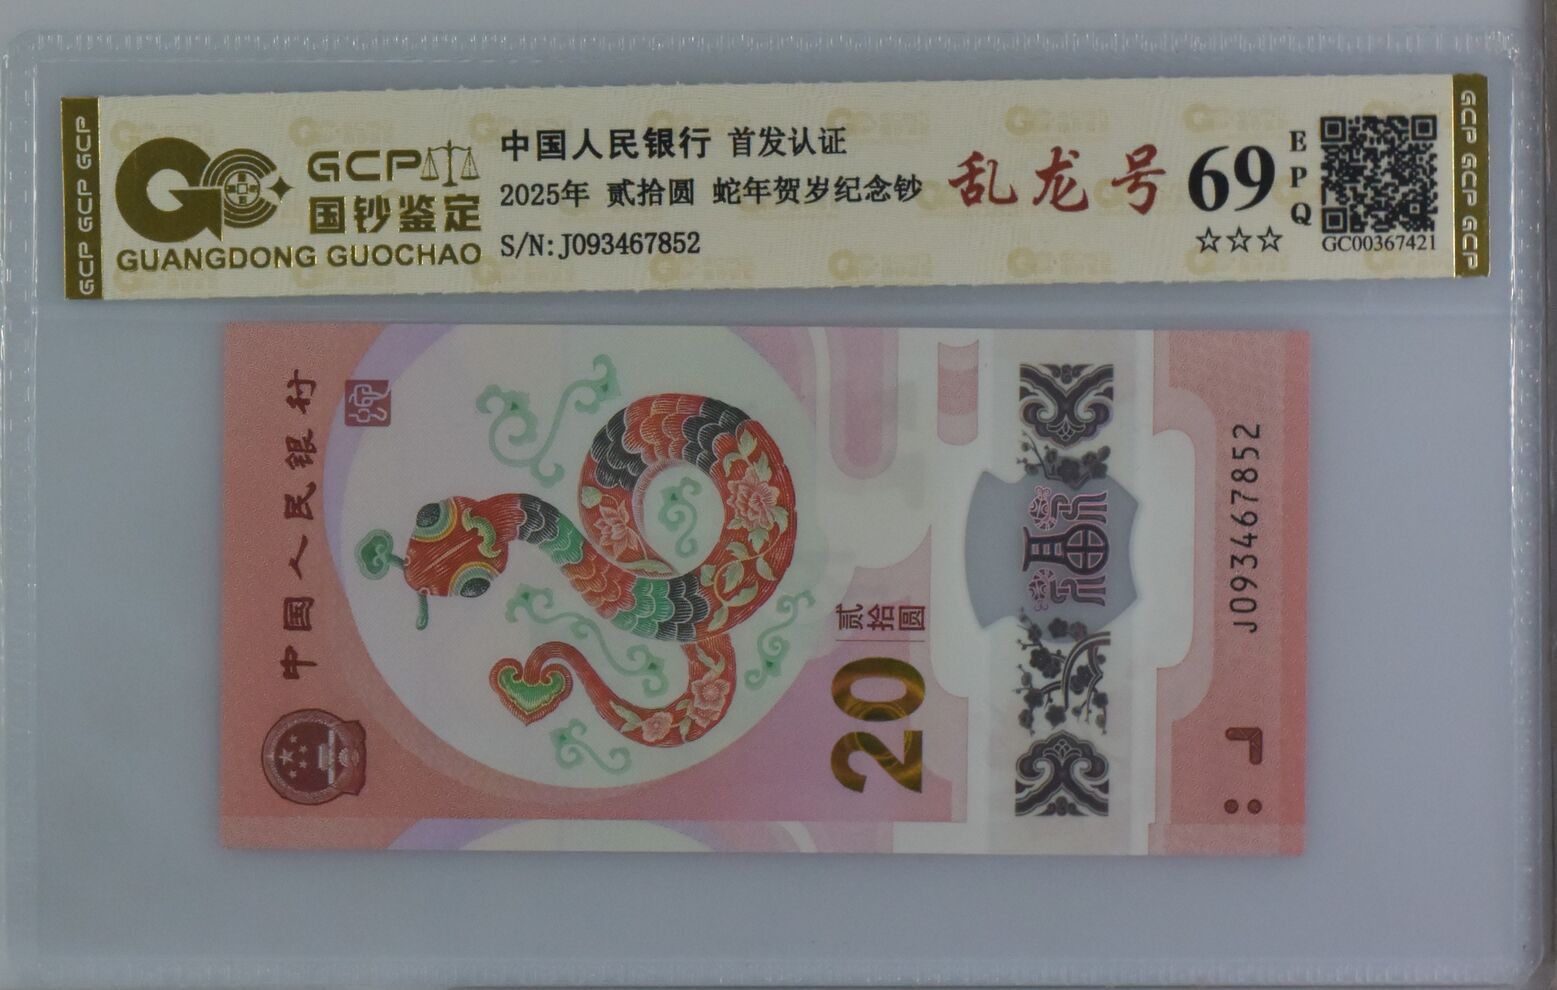 GCP GCP GCP
GCP
国钞鉴定
GUANGDONG GUOCHAO
中国人民银行 首发认证
2025年 贰拾圆 蛇年贺岁纪念钞
S/N: J093467852
乱龙号
69
EPQ
☆☆☆
GC00367421
GCP GCP GCP
中国人民银行
贰拾圆
20
福
J093467852